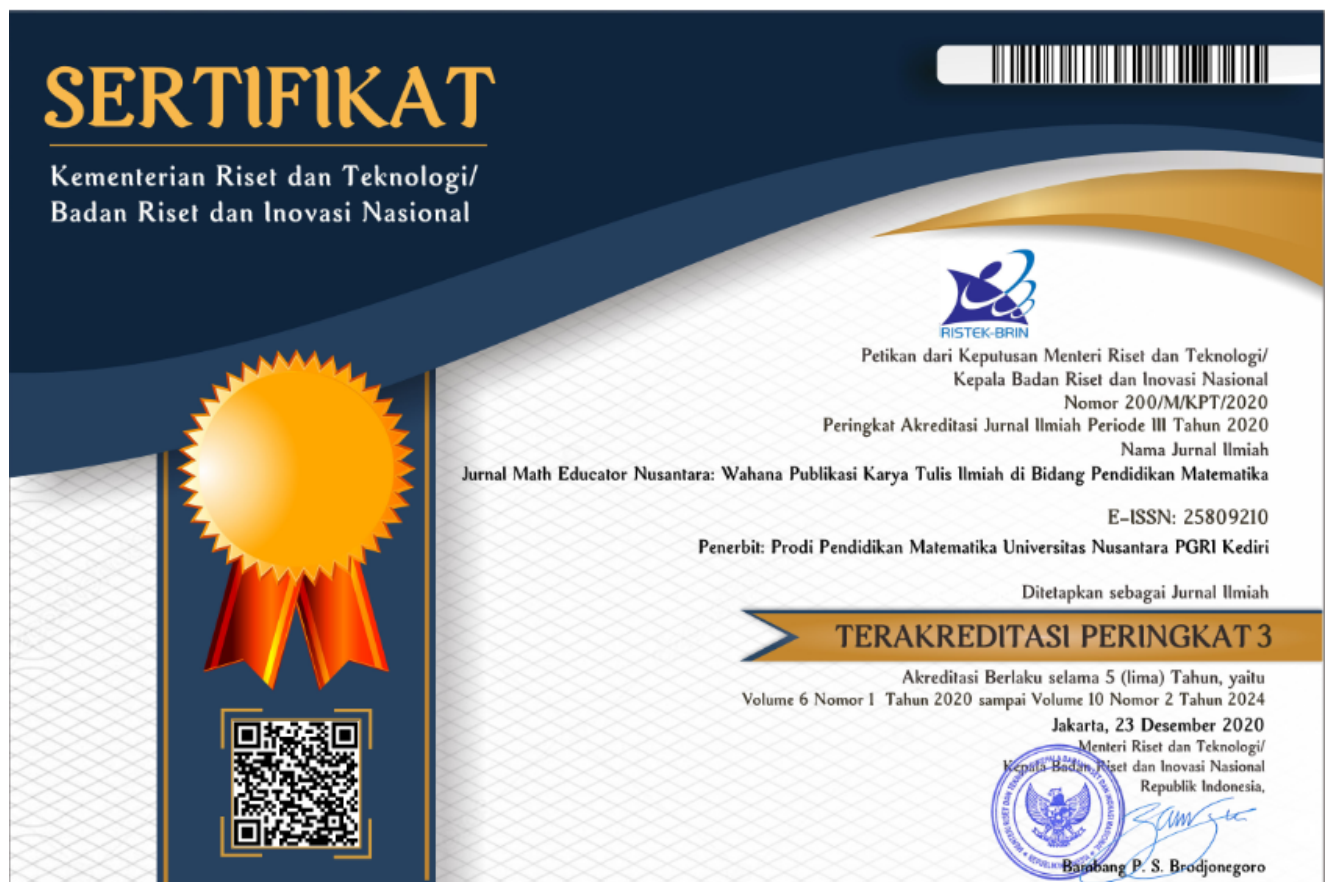 SERTIFIKAT
Kementerian Riset dan Teknologi/
Badan Riset dan Inovasi Nasional
RISTEK-BRIN
Petikan dari Keputusan Menteri Riset dan Teknologi/
Kepala Badan Riset dan Inovasi Nasional
Nomor 200/M/KPT/2020
Peringkat Akreditasi Jurnal Ilmiah Periode III Tahun 2020
Nama Jurnal Ilmiah
Jurnal Math Educator Nusantara: Wahana Publikasi Karya Tulis Ilmiah di Bidang Pendidikan Matematika
E-ISSN: 25809210
Penerbit: Prodi Pendidikan Matematika Universitas Nusantara PGRI Kediri
Ditetapkan sebagai Jurnal Ilmiah
TERAKREDITASI PERINGKAT 3
Akreditasi Berlaku selama 5 (lima) Tahun, yaitu
Volume 6 Nomor 1 Tahun 2020 sampai Volume 10 Nomor 2 Tahun 2024
Jakarta, 23 Desember 2020
Menteri Riset dan Teknologi/
Kepala Badan Riset dan Inovasi Nasional
Republik Indonesia,
Bambang P. S. Brodjonegoro